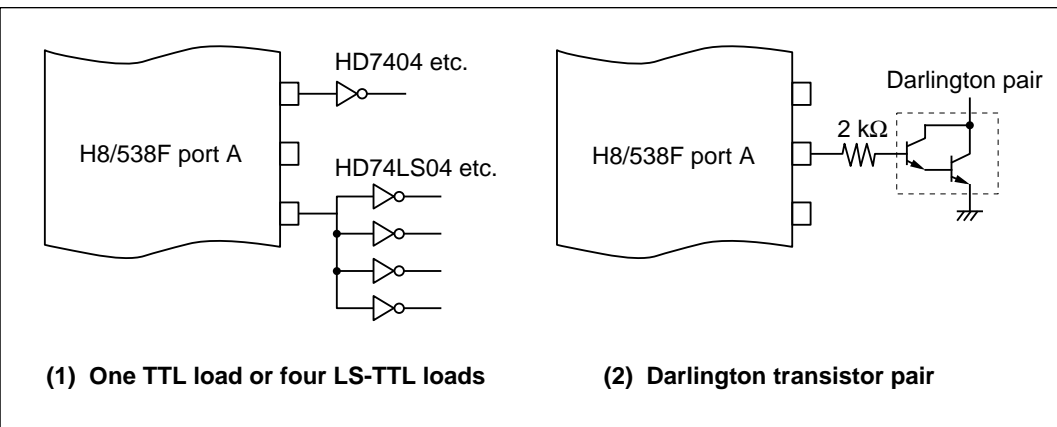 HD7404 etc.
H8/538F port A
HD74LS04 etc.
(1) One TTL load or four LS-TTL loads
Darlington pair
2 kΩ
H8/538F port A
(2) Darlington transistor pair